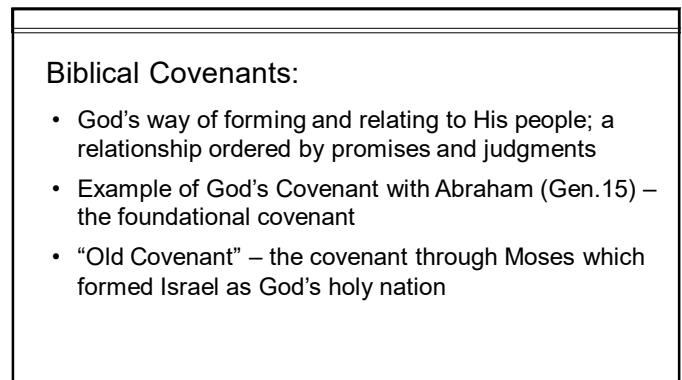 Biblical Covenants:
• God’s way of forming and relating to His people; a
relationship ordered by promises and judgments
• Example of God’s Covenant with Abraham (Gen.15) –
the foundational covenant
• “Old Covenant” – the covenant through Moses which
formed Israel as God’s holy nation